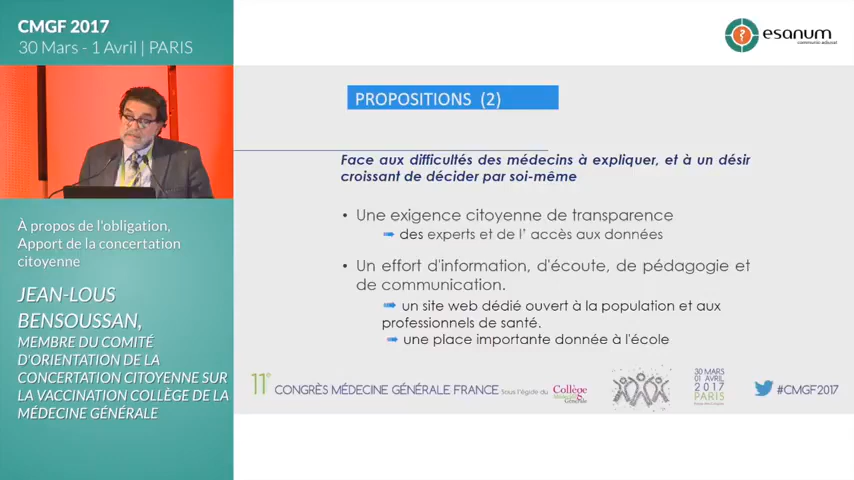 CMGF 2017
30 Mars - 1 Avril | PARIS
À propos de l'obligation,
Apport de la concertation
citoyenne
JEAN-LOUS
BENSOUSSAN,
MEMBRE DU COMITÉ
D'ORIENTATION DE LA
CONCERTATION CITOYENNE SUR
LA VACCINATION COLLÈGE DE LA
MÉDECINE GÉNÉRALE
esanum
PROPOSITIONS (2)
Face aux difficultés des médecins à expliquer, et à un désir
croissant de décider par soi-même
• Une exigence citoyenne de transparence
des experts et de l' accès aux données
• Un effort d'information, d'écoute, de pédagogie et
de communication.
un site web dédié ouvert à la population et aux
professionnels de santé.
une place importante donnée à l'école
11e CONGRÈS MÉDECINE GÉNÉRALE FRANCE Sous l'égide du
Collège
Médecine
Générale
30 MARS
01 AVRIL
2017
PARIS
#CMGF2017